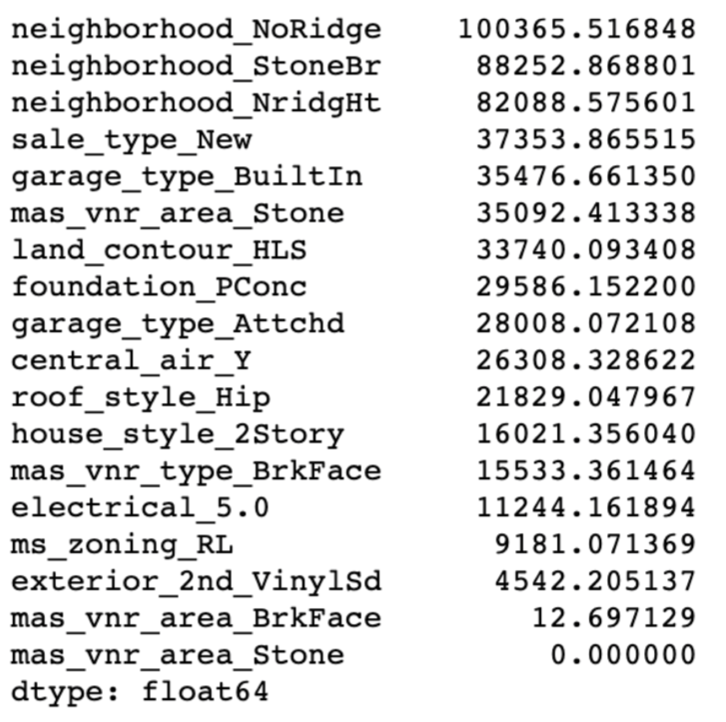 neighborhood_NoRidge 100365.516848
neighborhood_StoneBr 88252.868801
neighborhood_NridgHt 82088.575601
sale_type_New 37353.865515
garage_type_BuiltIn 35476.661350
mas_vnr_area_Stone 35092.413338
land_contour_HLS 33740.093408
foundation_PConc 29586.152200
garage_type_Attchd 28008.072108
central_air_Y 26308.328622
roof_style_Hip 21829.047967
house_style_2Story 16021.356040
mas_vnr_type_BrkFace 15533.361464
electrical_5.0 11244.161894
ms_zoning_RL 9181.071369
exterior_2nd_VinylSd 4542.205137
mas_vnr_area_BrkFace 12.697129
mas_vnr_area_Stone 0.000000
dtype: float64